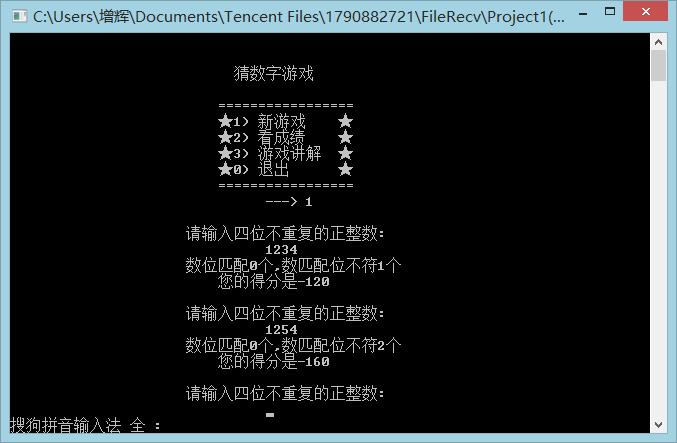 C:\Users\增辉\Documents\Tencent Files\1790882721\FileRecv\Project1(...
猜数字游戏
=================
★1) 新游戏 ★
★2) 看成绩 ★
★3) 游戏讲解 ★
★0) 退出 ★
=================
---> 1
请输入四位不重复的正整数:
1234
数位匹配0个,数匹配位不符1个
您的得分是-120
请输入四位不重复的正整数:
1254
数位匹配0个,数匹配位不符2个
您的得分是-160
请输入四位不重复的正整数:
搜狗拼音输入法 全 :